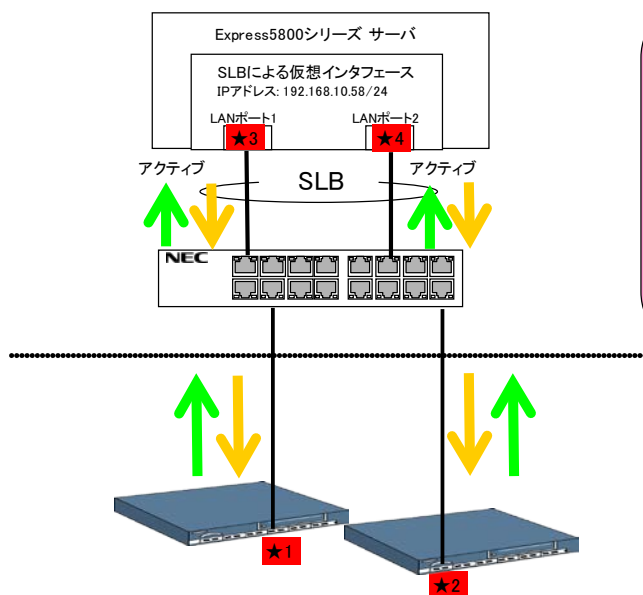 Express5800シリーズ サーバ
SLBによる仮想インタフェース
IPアドレス: 192.168.10.58/24
LANポート1
LANポート2
★3
★4
アクティブ
アクティブ
SLB
NEC
★1
★2